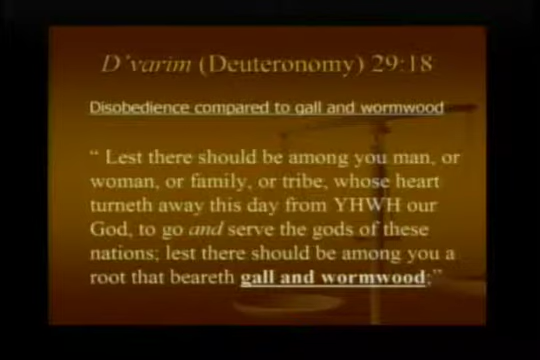 D'varim (Deuteronomy) 29:18
Disobedience compared to gall and wormwood
“ Lest there should be among you man, or
woman, or family, or tribe, whose heart
turneth away this day from YHWH our
God, to go and serve the gods of these
nations; lest there should be among you a
root that beareth gall and wormwood;”